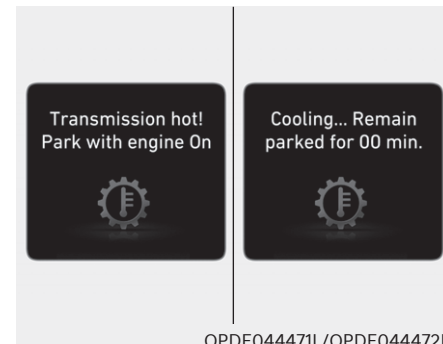 Transmission hot!
Park with engine On
Cooling... Remain
parked for 00 min.
OPDE044471L/OPDE044472L